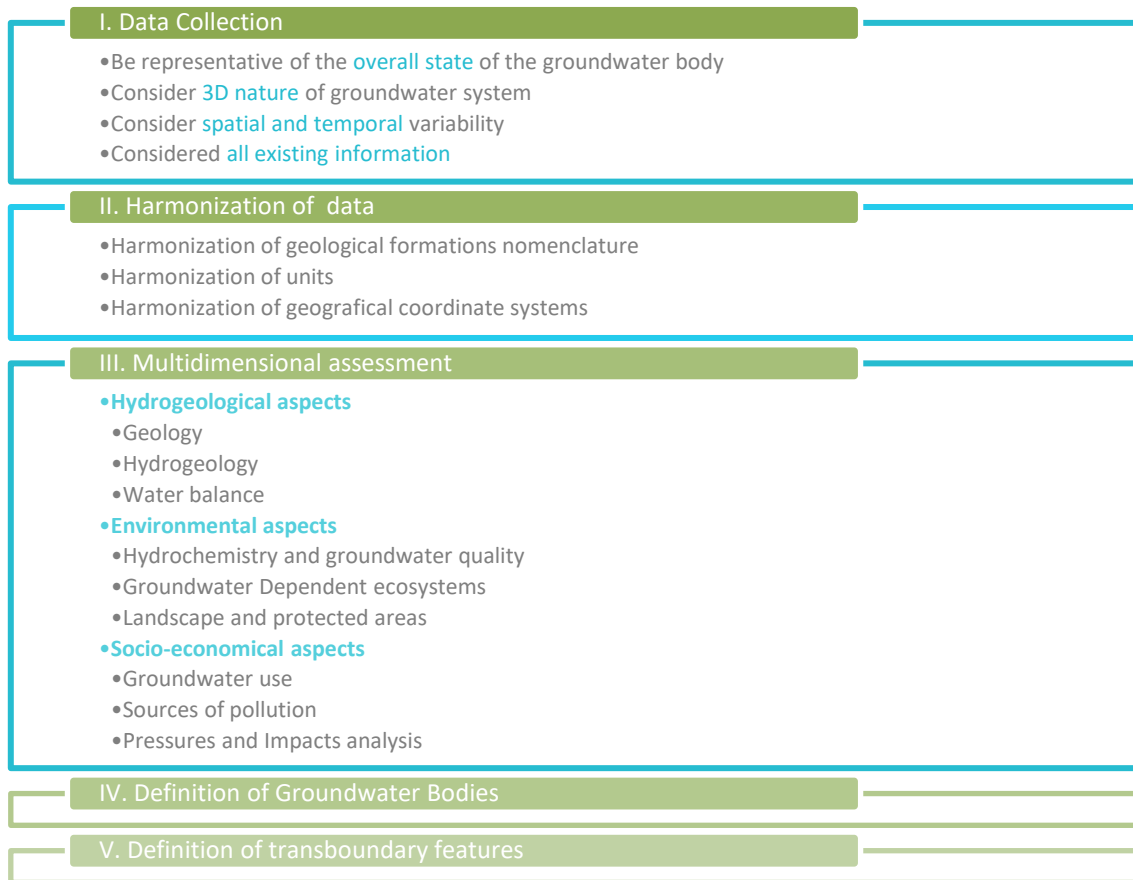 I. Data Collection
•Be representative of the overall state of the groundwater body
•Consider 3D nature of groundwater system
•Consider spatial and temporal variability
•Considered all existing information
II. Harmonization of  data
•Harmonization of geological formations nomenclature
•Harmonization of units
•Harmonization of geografical coordinate systems
III. Multidimensional assessment
•Hydrogeological aspects
•Geology
•Hydrogeology
•Water balance
•Environmental aspects
•Hydrochemistry and groundwater quality
•Groundwater Dependent ecosystems
•Landscape and protected areas
•Socio-economical aspects
•Groundwater use
•Sources of pollution
•Pressures and Impacts analysis
IV. Definition of Groundwater Bodies
V. Definition of transboundary features